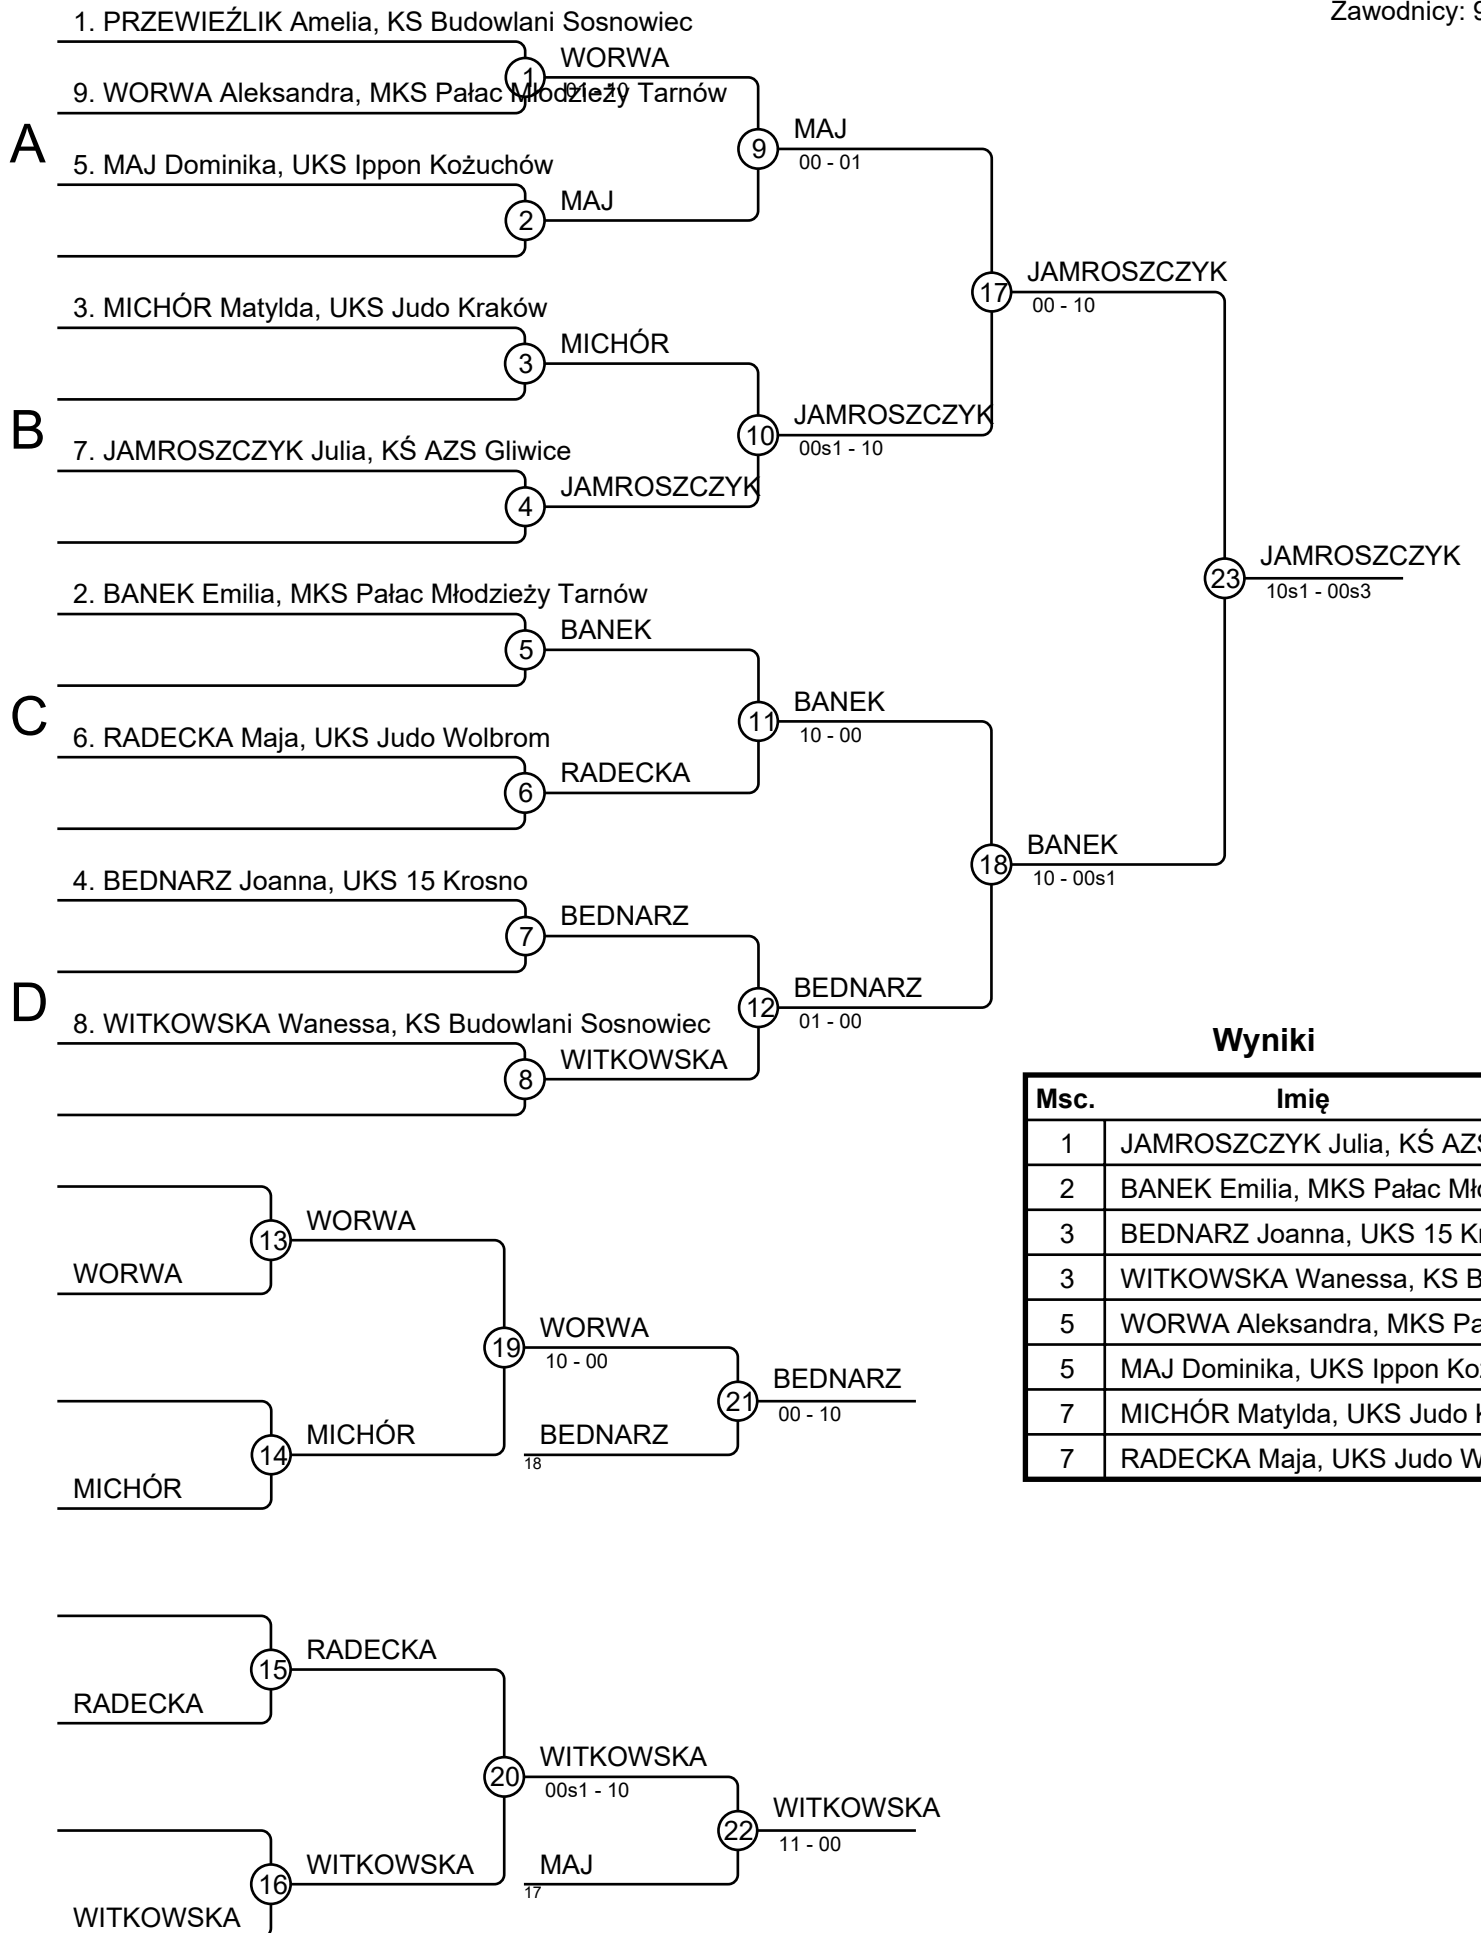 Zawodnicy: 9
1. PRZEWIEŹLIK Amelia, KS Budowlani Sosnowiec
WORWA
1
9. WORWA Aleksandra, MKS Pałac Młodzieży Tarnów
A
MAJ
9
00 - 01
5. MAJ Dominika, UKS Ippon Kożuchów
MAJ
2
JAMROSZCZYK
17
00 - 10
3. MICHÓR Matylda, UKS Judo Kraków
MICHÓR
3
B
JAMROSZCZYK
10
00s1 - 10
7. JAMROSZCZYK Julia, KŚ AZS Gliwice
JAMROSZCZYK
4
JAMROSZCZYK
23
10s1 - 00s3
2. BANEK Emilia, MKS Pałac Młodzieży Tarnów
BANEK
5
C
BANEK
11
10 - 00
6. RADECKA Maja, UKS Judo Wolbrom
RADECKA
6
BANEK
18
10 - 00s1
4. BEDNARZ Joanna, UKS 15 Krosno
BEDNARZ
7
D
BEDNARZ
12
01 - 00
8. WITKOWSKA Wanessa, KS Budowlani Sosnowiec
WITKOWSKA
8
Wyniki
Msc. Imię
1 JAMROSZCZYK Julia, KŚ AZS
2 BANEK Emilia, MKS Pałac Mło
3 BEDNARZ Joanna, UKS 15 Kr
3 WITKOWSKA Wanessa, KS B
5 WORWA Aleksandra, MKS Pa
5 MAJ Dominika, UKS Ippon Koż
7 MICHÓR Matylda, UKS Judo K
7 RADECKA Maja, UKS Judo W
WORWA
13
WORWA
WORWA
19
10 - 00
BEDNARZ
21
00 - 10
MICHÓR
14
BEDNARZ
18
MICHÓR
RADECKA
15
RADECKA
WITKOWSKA
20
00s1 - 10
WITKOWSKA
22
11 - 00
WITKOWSKA
16
MAJ
17
WITKOWSKA